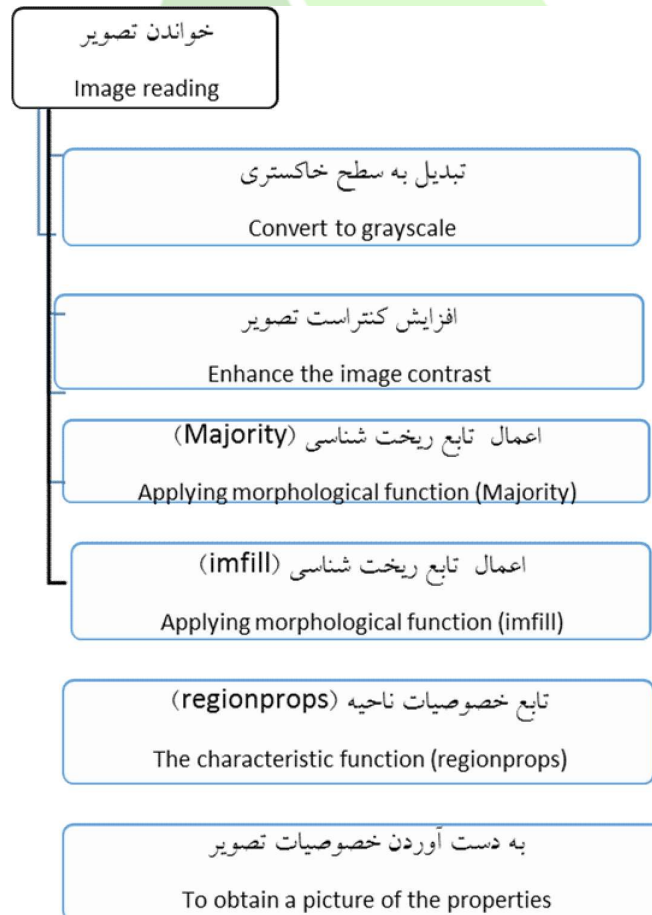 خواندن تصویر
Image reading
تبدیل به سطح خاکستری
Convert to grayscale
افزایش کنتراست تصویر
Enhance the image contrast
اعمال تابع ریخت شناسی (Majority)
Applying morphological function (Majority)
اعمال تابع ریخت شناسی (imfill)
Applying morphological function (imfill)
تابع خصوصیات ناحیه (regionprops)
The characteristic function (regionprops)
به دست آوردن خصوصیات تصویر
To obtain a picture of the properties